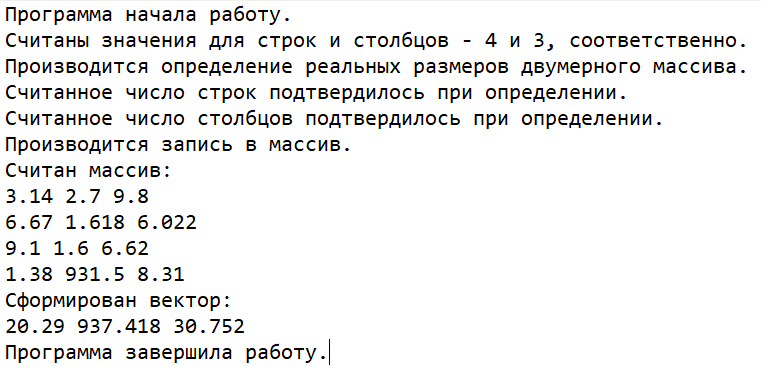 Программа начала работу.
Считаны значения для строк и столбцов - 4 и 3, соответственно.
Производится определение реальных размеров двумерного массива.
Считанное число строк подтвердилось при определении.
Считанное число столбцов подтвердилось при определении.
Производится запись в массив.
Считан массив:
3.14 2.7 9.8
6.67 1.618 6.022
9.1 1.6 6.62
1.38 931.5 8.31
Сформирован вектор:
20.29 937.418 30.752
Программа завершила работу.